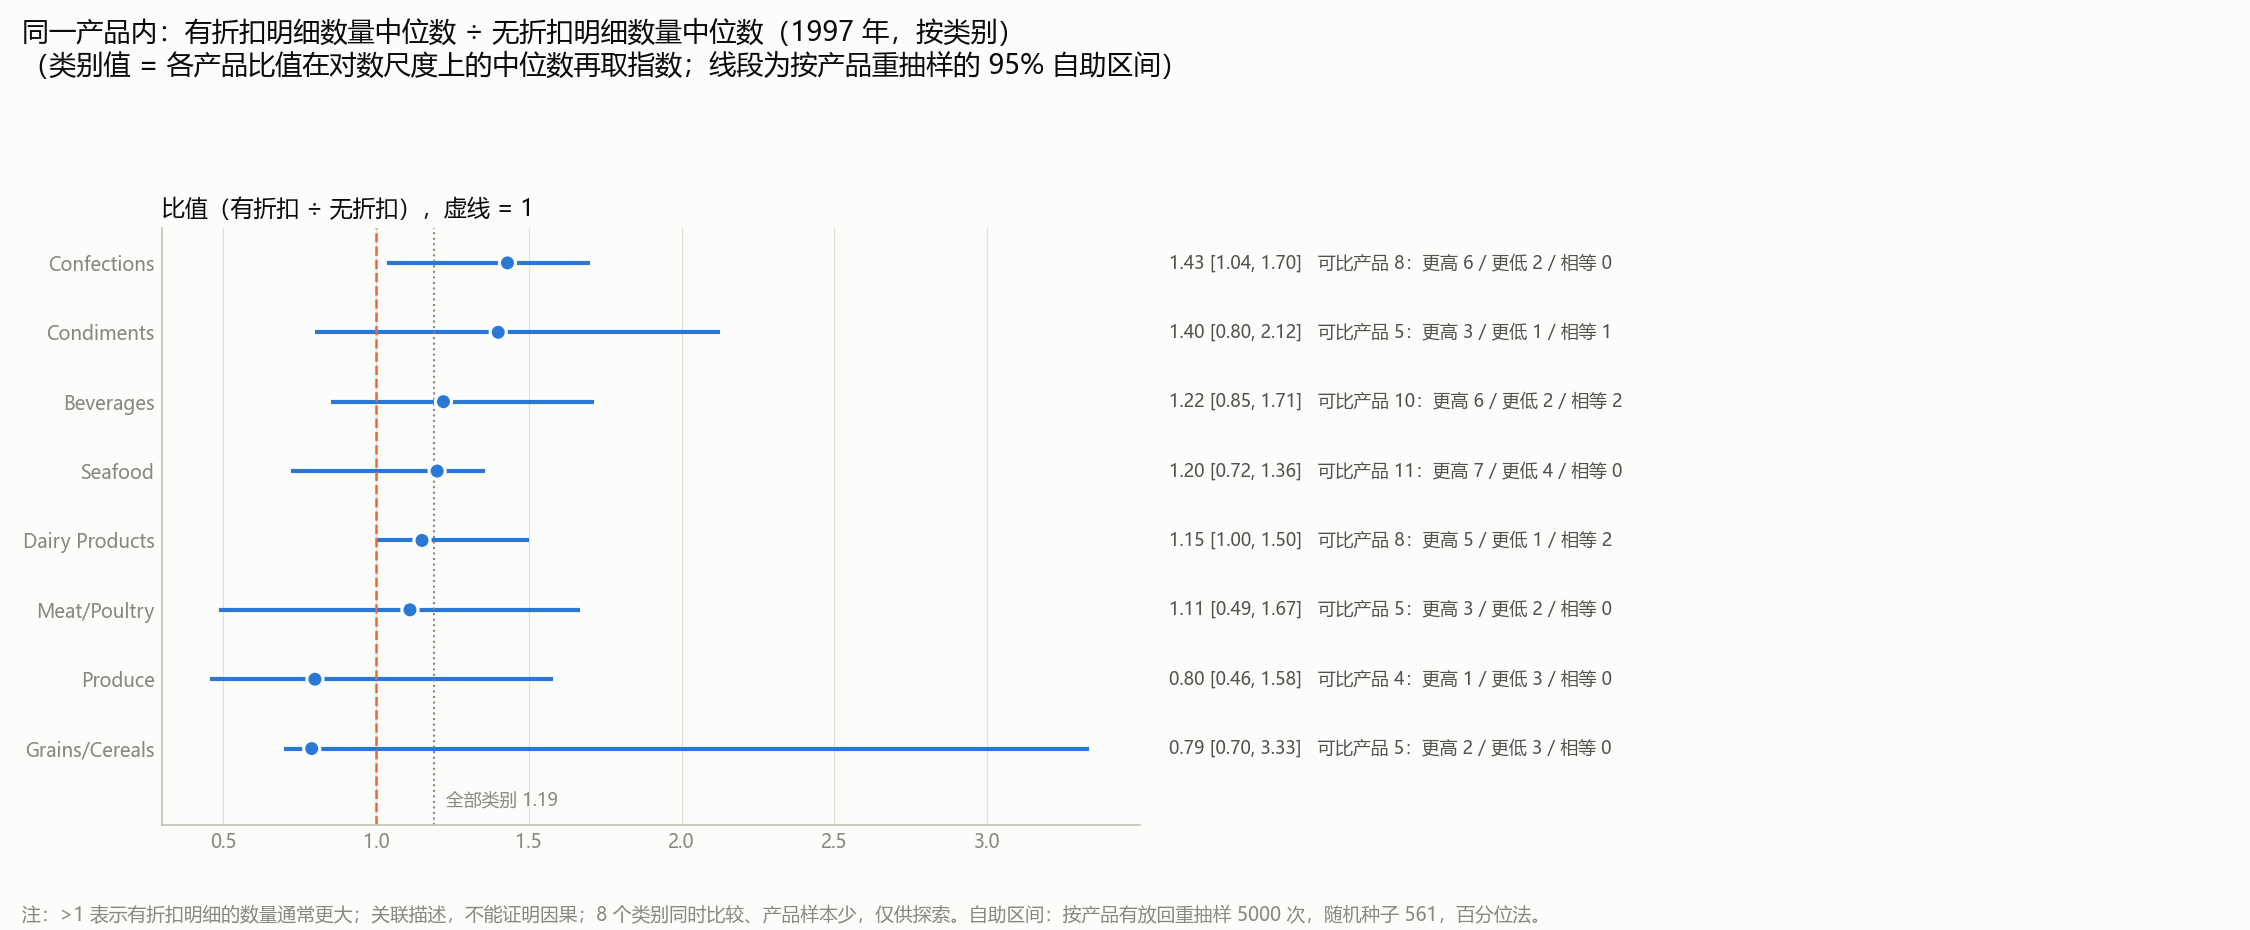 同一产品内：有折扣明细数量中位数 ÷ 无折扣明细数量中位数（1997 年，按类别）
（类别值 = 各产品比值在对数尺度上的中位数再取指数；线段为按产品重抽样的 95% 自助区间）
比值（有折扣 ÷ 无折扣），虚线 = 1
Confections 1.43 [1.04, 1.70] 可比产品 8：更高 6 / 更低 2 / 相等 0
Condiments 1.40 [0.80, 2.12] 可比产品 5：更高 3 / 更低 1 / 相等 1
Beverages 1.22 [0.85, 1.71] 可比产品 10：更高 6 / 更低 2 / 相等 2
Seafood 1.20 [0.72, 1.36] 可比产品 11：更高 7 / 更低 4 / 相等 0
Dairy Products 1.15 [1.00, 1.50] 可比产品 8：更高 5 / 更低 1 / 相等 2
Meat/Poultry 1.11 [0.49, 1.67] 可比产品 5：更高 3 / 更低 2 / 相等 0
Produce 0.80 [0.46, 1.58] 可比产品 4：更高 1 / 更低 3 / 相等 0
Grains/Cereals 0.79 [0.70, 3.33] 可比产品 5：更高 2 / 更低 3 / 相等 0
全部类别 1.19
0.5 1.0 1.5 2.0 2.5 3.0
注：>1 表示有折扣明细的数量通常更大；关联描述，不能证明因果；8 个类别同时比较、产品样本少，仅供探索。自助区间：按产品有放回重抽样 5000 次，随机种子 561，百分位法。